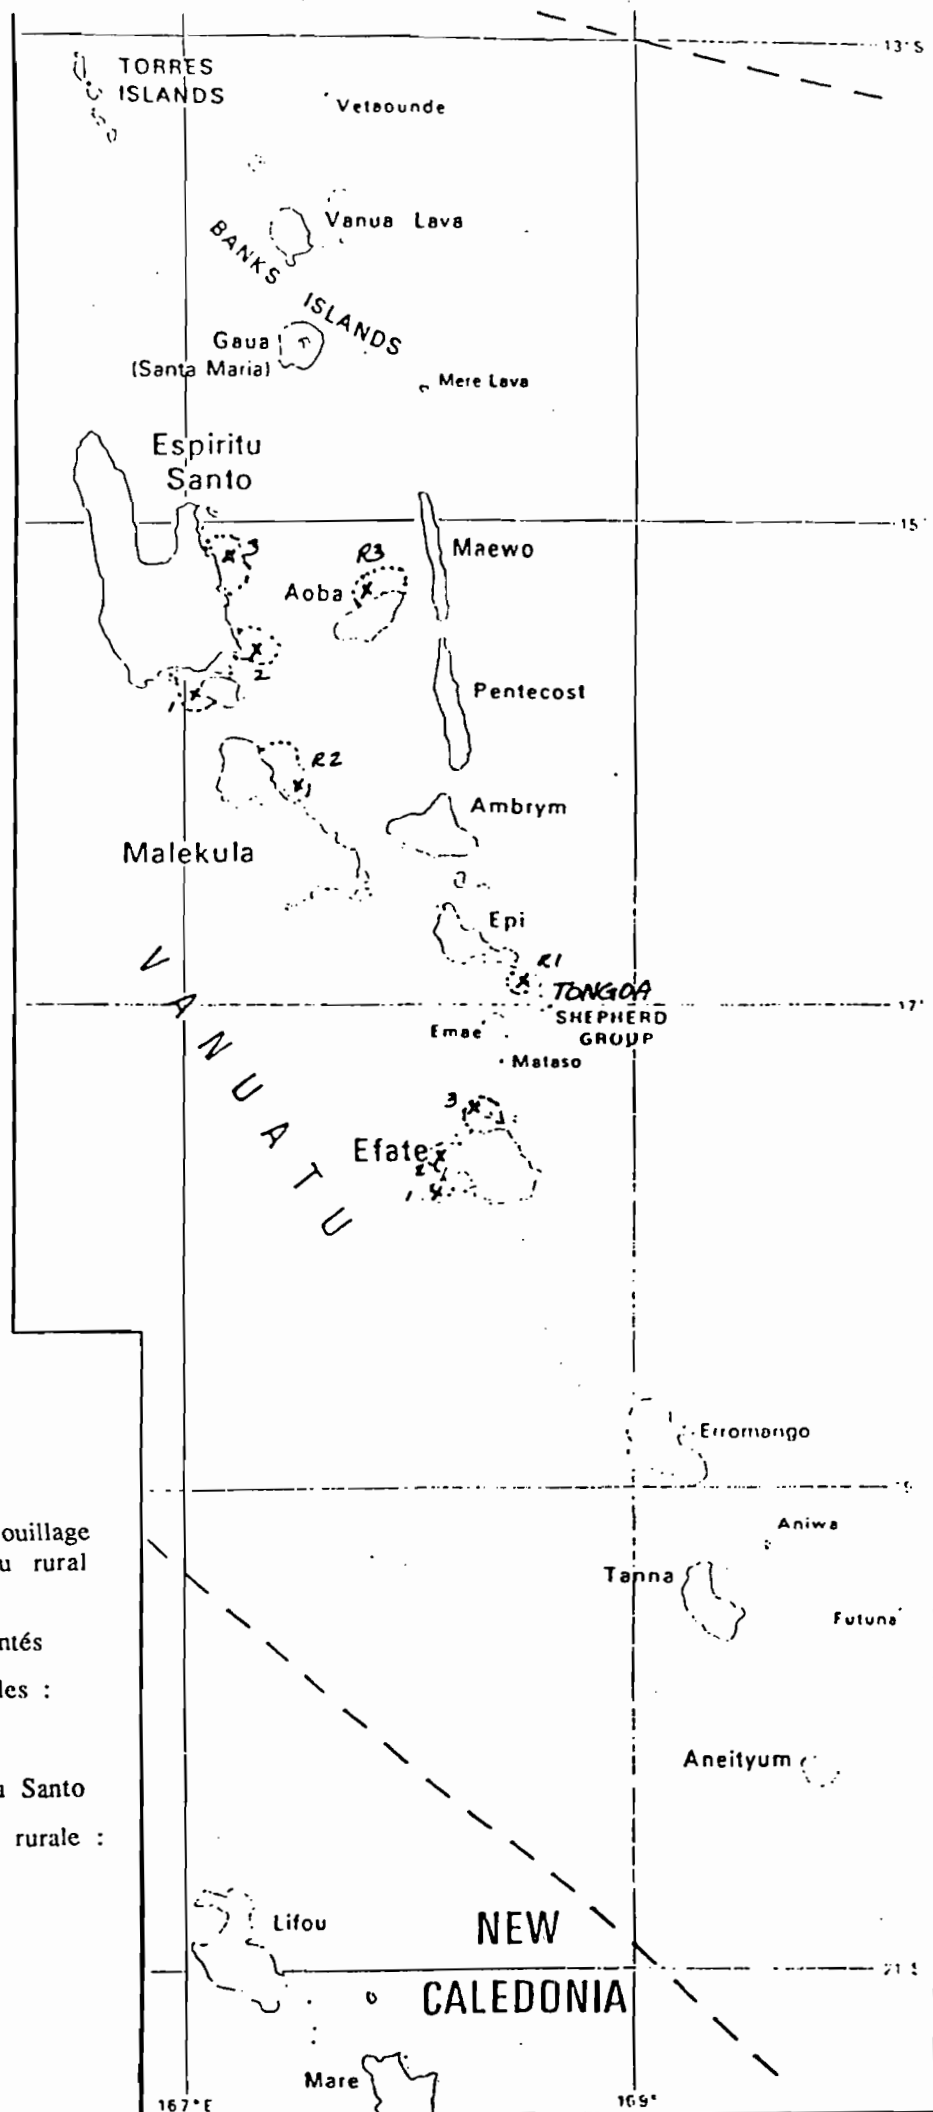 13°S
TORRES
ISLANDS
Vetaounde
Vanua Lava
BANKS
ISLANDS
Gaua
(Santa Maria)
Mere Lava
Espiritu
Santo
15°
3
R3
Maewo
Aoba
2
1
Pentecost
R2
Ambrym
Malekula
Epi
R1
TONGOA
17°
SHEPHERD
GROUP
Emae
Mataso
VANUATU
3
Efate
2
1
Erromango
Aniwa
Tanna
Futuna
ouillage
u rural
ntés
les :
Aneityum
u Santo
rurale :
Lifou
NEW
CALEDONIA
21°S
Mare
167°E
169°